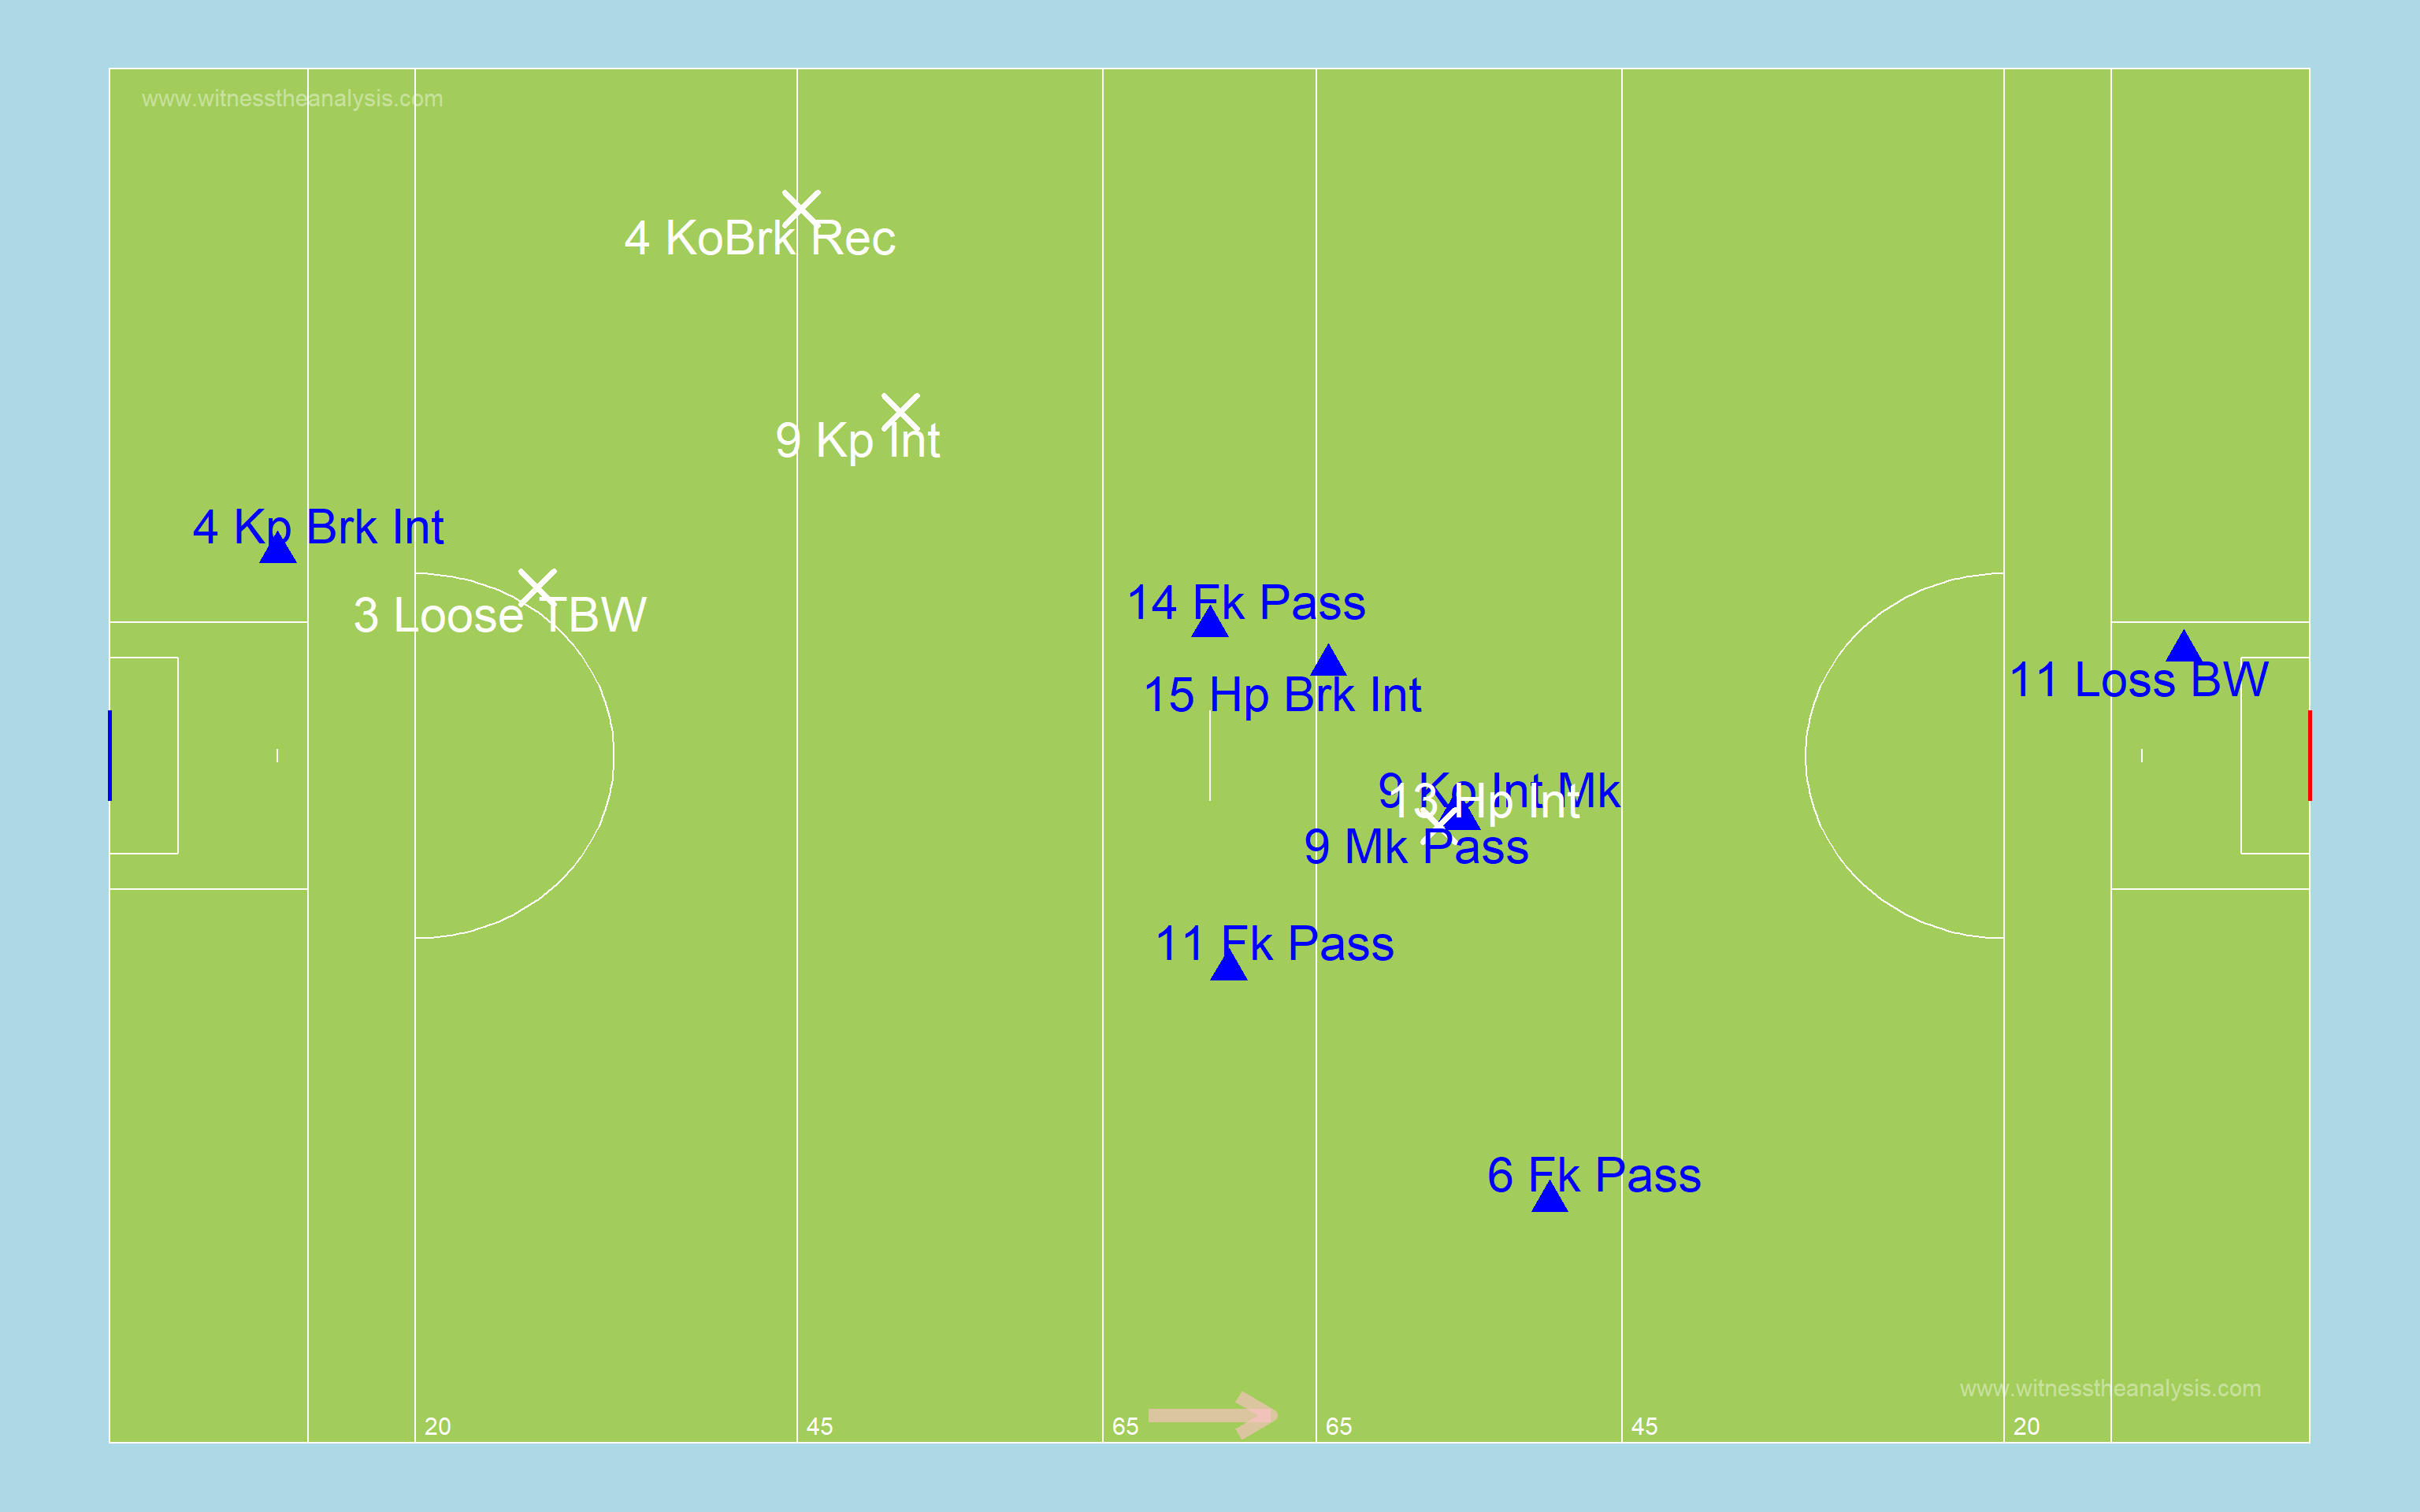 www.witnesstheanalysis.com
4 KoBrk Rec
9 Kp Int
4 Kp Brk Int
3 Loose TBW
14 Fk Pass
15 Hp Brk Int
11 Loss BW
9 Kp Int Mk
13 Hp Int
9 Mk Pass
11 Fk Pass
6 Fk Pass
www.witnesstheanalysis.com
20 45 65 65 45 20